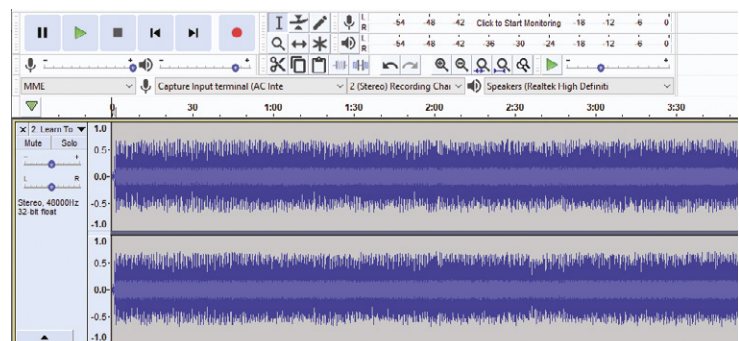 L R -54 -48 -42 Click to Start Monitoring -18 -12 -6 0
L R -54 -48 -42 -36 -30 -24 -18 -12 -6 0
- + - +
MME Capture Input terminal (AC Inte 2 (Stereo) Recording Chai Speakers (Realtek High Definiti
30 1:00 1:30 2:00 2:30 3:00 3:30
× 2. Learn To 1.0
Mute Solo 0.5
- + 0.0
L R
Stereo, 48000Hz -0.5
32-bit float
-1.0
1.0
0.5
0.0
-0.5
-1.0